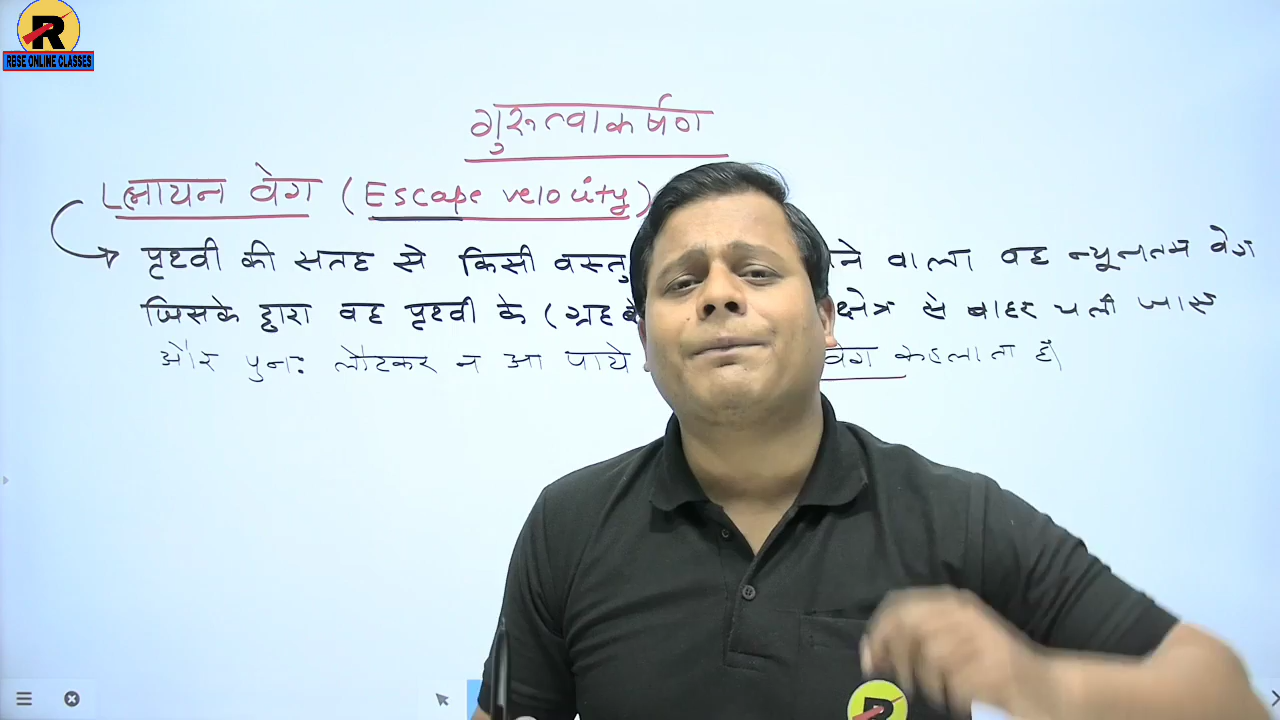 R
RBSE ONLINE CLASSES
गुरुत्वाकर्षण
पलायन वेग (Escape velocity)
पृथ्वी की सतह से किसी वस्तु वाला वह न्यूनतम वेग
जिसके द्वारा वह पृथ्वी के (ग्रह के क्षेत्र से बाहर चली जाए
और पुनः लौटकर न आ पाये वेग कहलाता है।
R